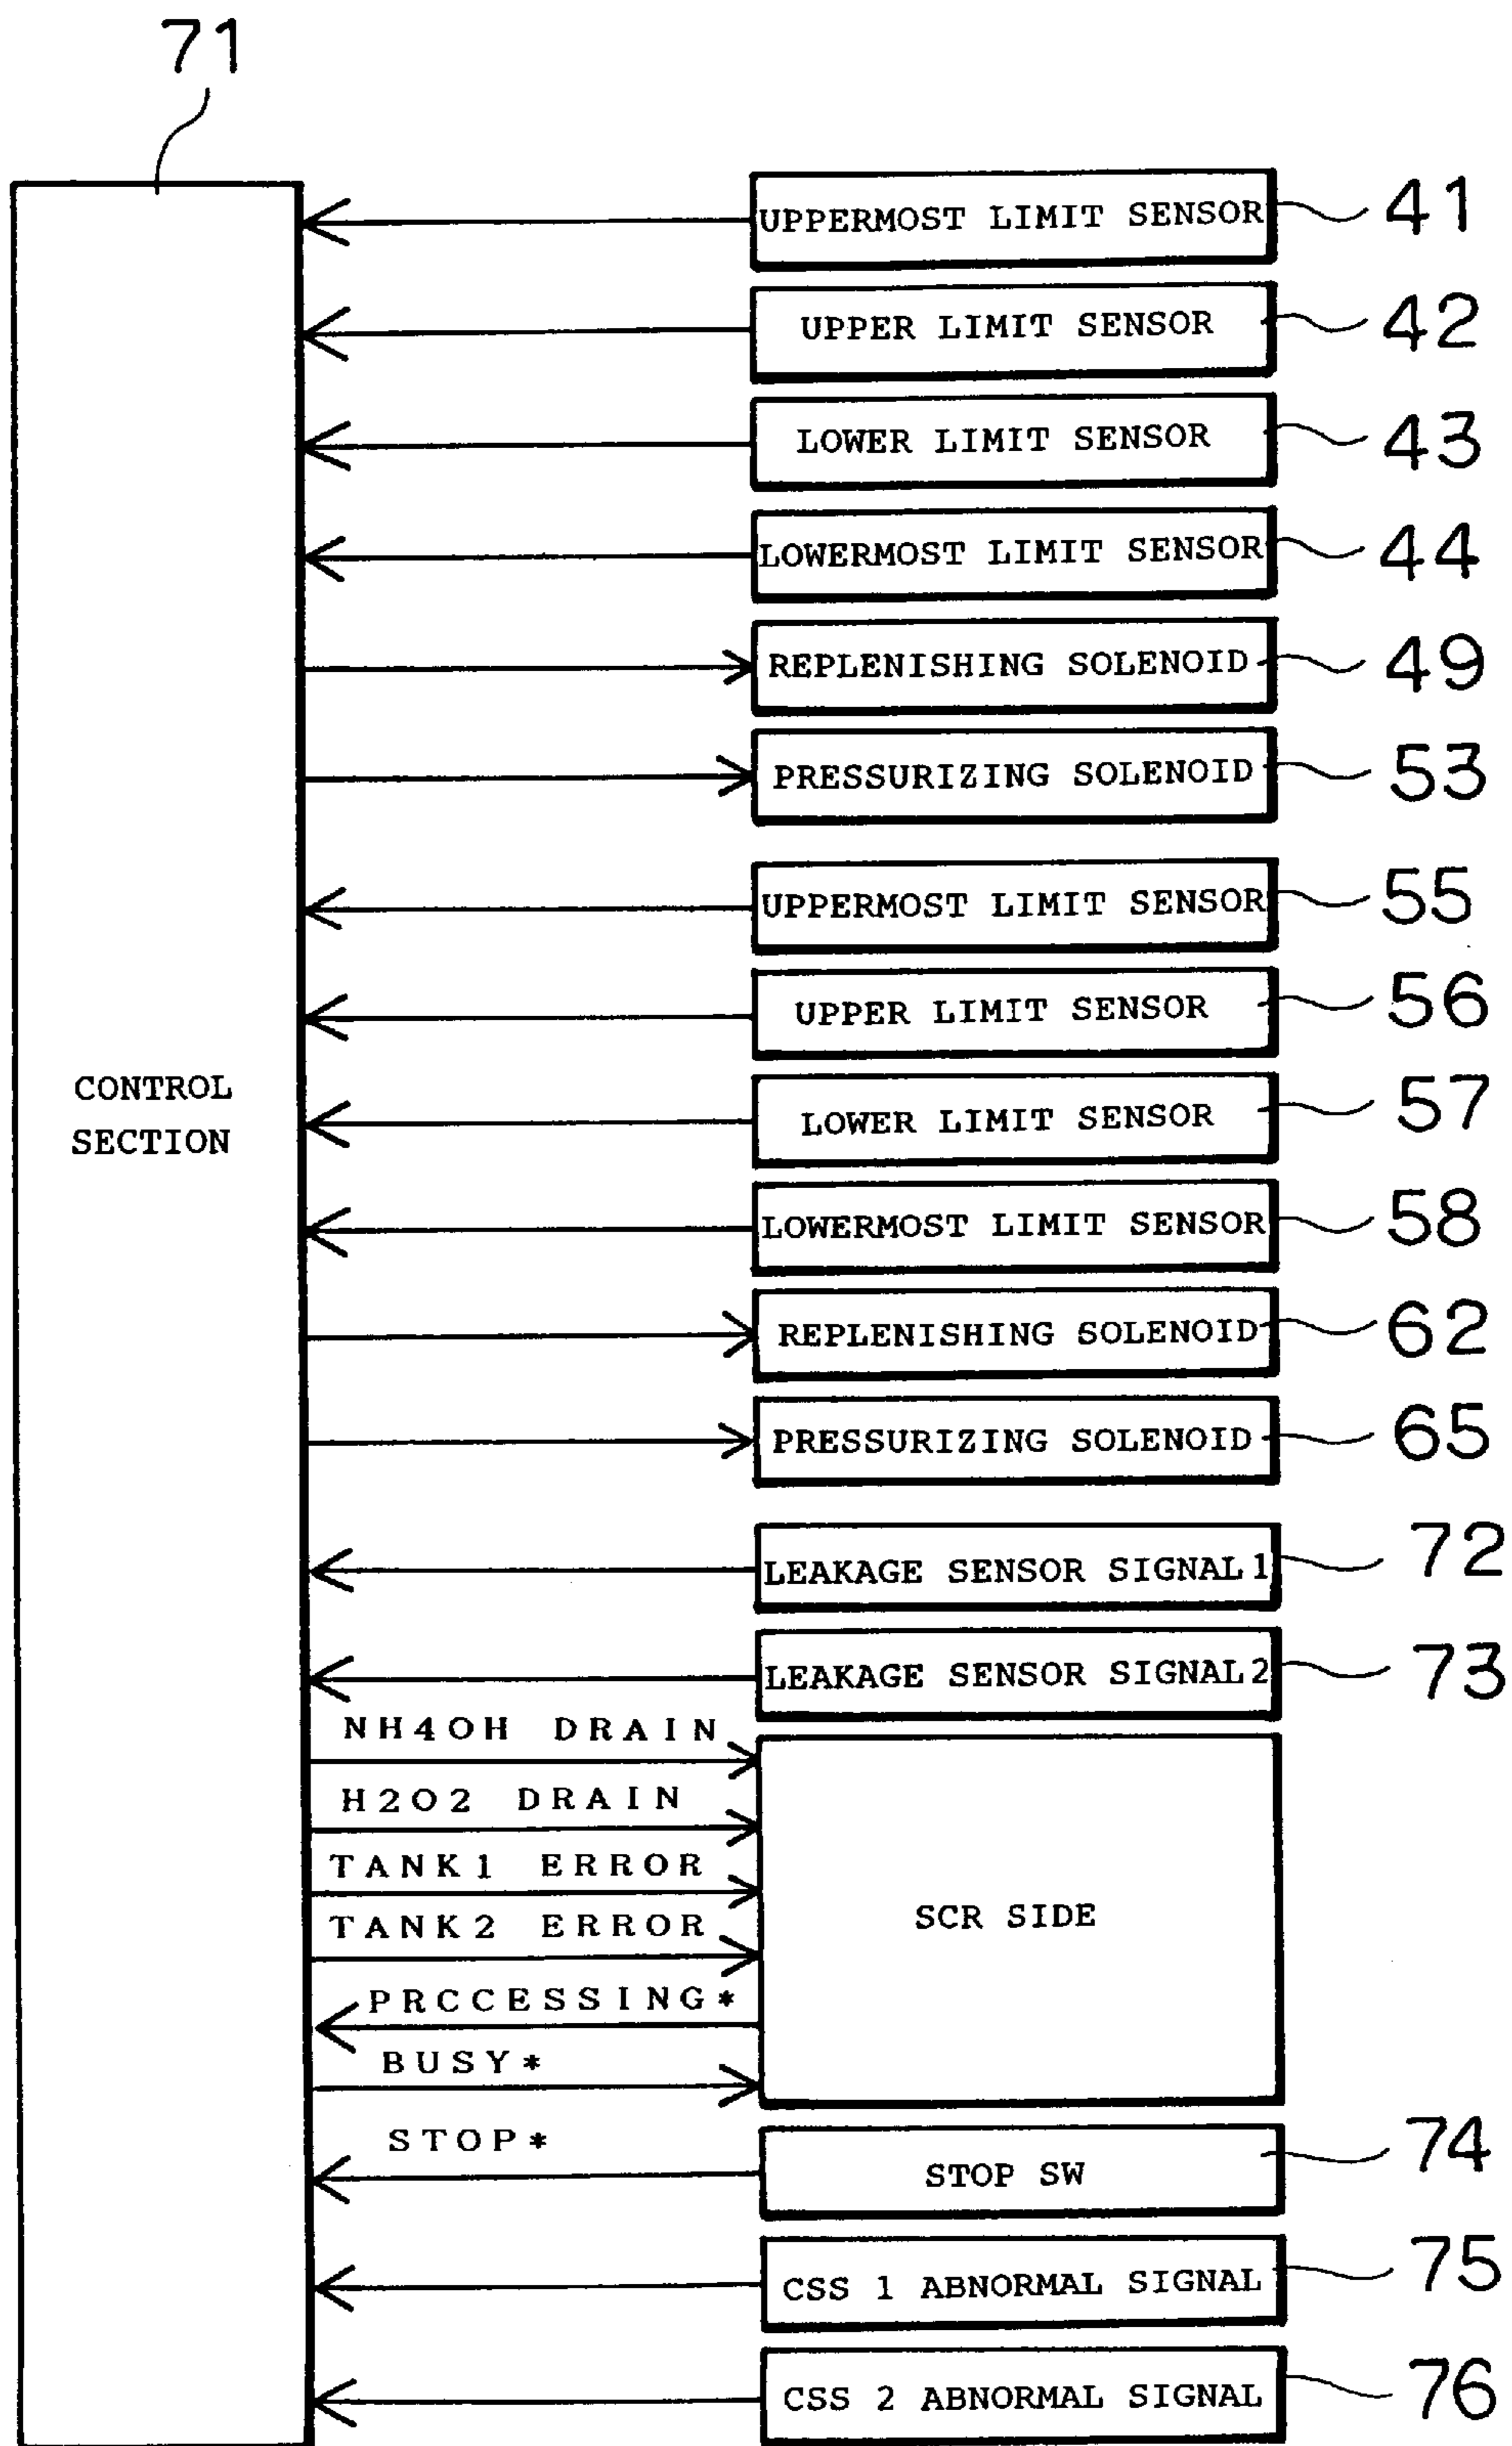 71
UPPERMOST LIMIT SENSOR 41
UPPER LIMIT SENSOR 42
LOWER LIMIT SENSOR 43
LOWERMOST LIMIT SENSOR 44
REPLENISHING SOLENOID 49
PRESSURIZING SOLENOID 53
UPPERMOST LIMIT SENSOR 55
UPPER LIMIT SENSOR 56
CONTROL
SECTION
LOWER LIMIT SENSOR 57
LOWERMOST LIMIT SENSOR 58
REPLENISHING SOLENOID 62
PRESSURIZING SOLENOID 65
LEAKAGE SENSOR SIGNAL1 72
LEAKAGE SENSOR SIGNAL2 73
NH4OH DRAIN
H2O2 DRAIN
TANK1 ERROR
TANK2 ERROR
PRCCESSING*
BUSY*
SCR SIDE
STOP*
STOP SW 74
CSS 1 ABNORMAL SIGNAL 75
CSS 2 ABNORMAL SIGNAL 76